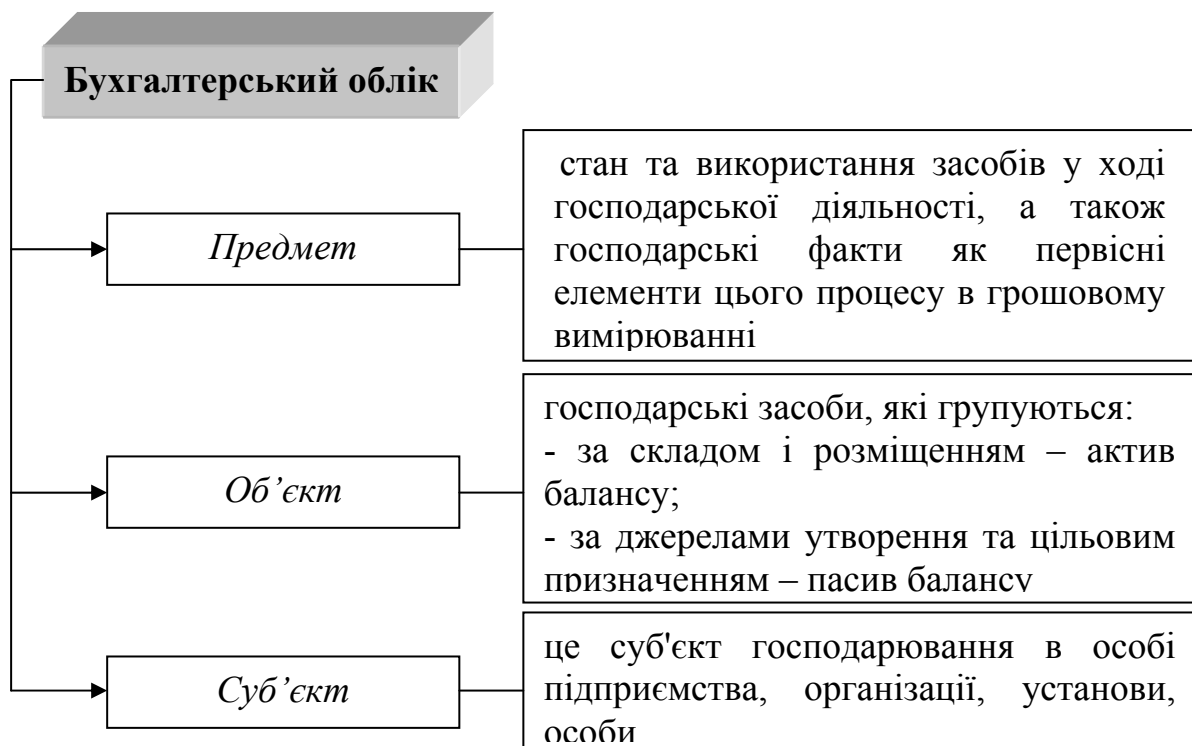 Бухгалтерський облік
Предмет
стан та використання засобів у ході
господарської діяльності, а також
господарські факти як первісні
елементи цього процесу в грошовому
вимірюванні
Об’єкт
господарські засоби, які групуються:
- за складом і розміщенням – актив
балансу;
- за джерелами утворення та цільовим
призначенням – пасив балансу
Суб’єкт
це суб'єкт господарювання в особі
підприємства, організації, установи,
особи